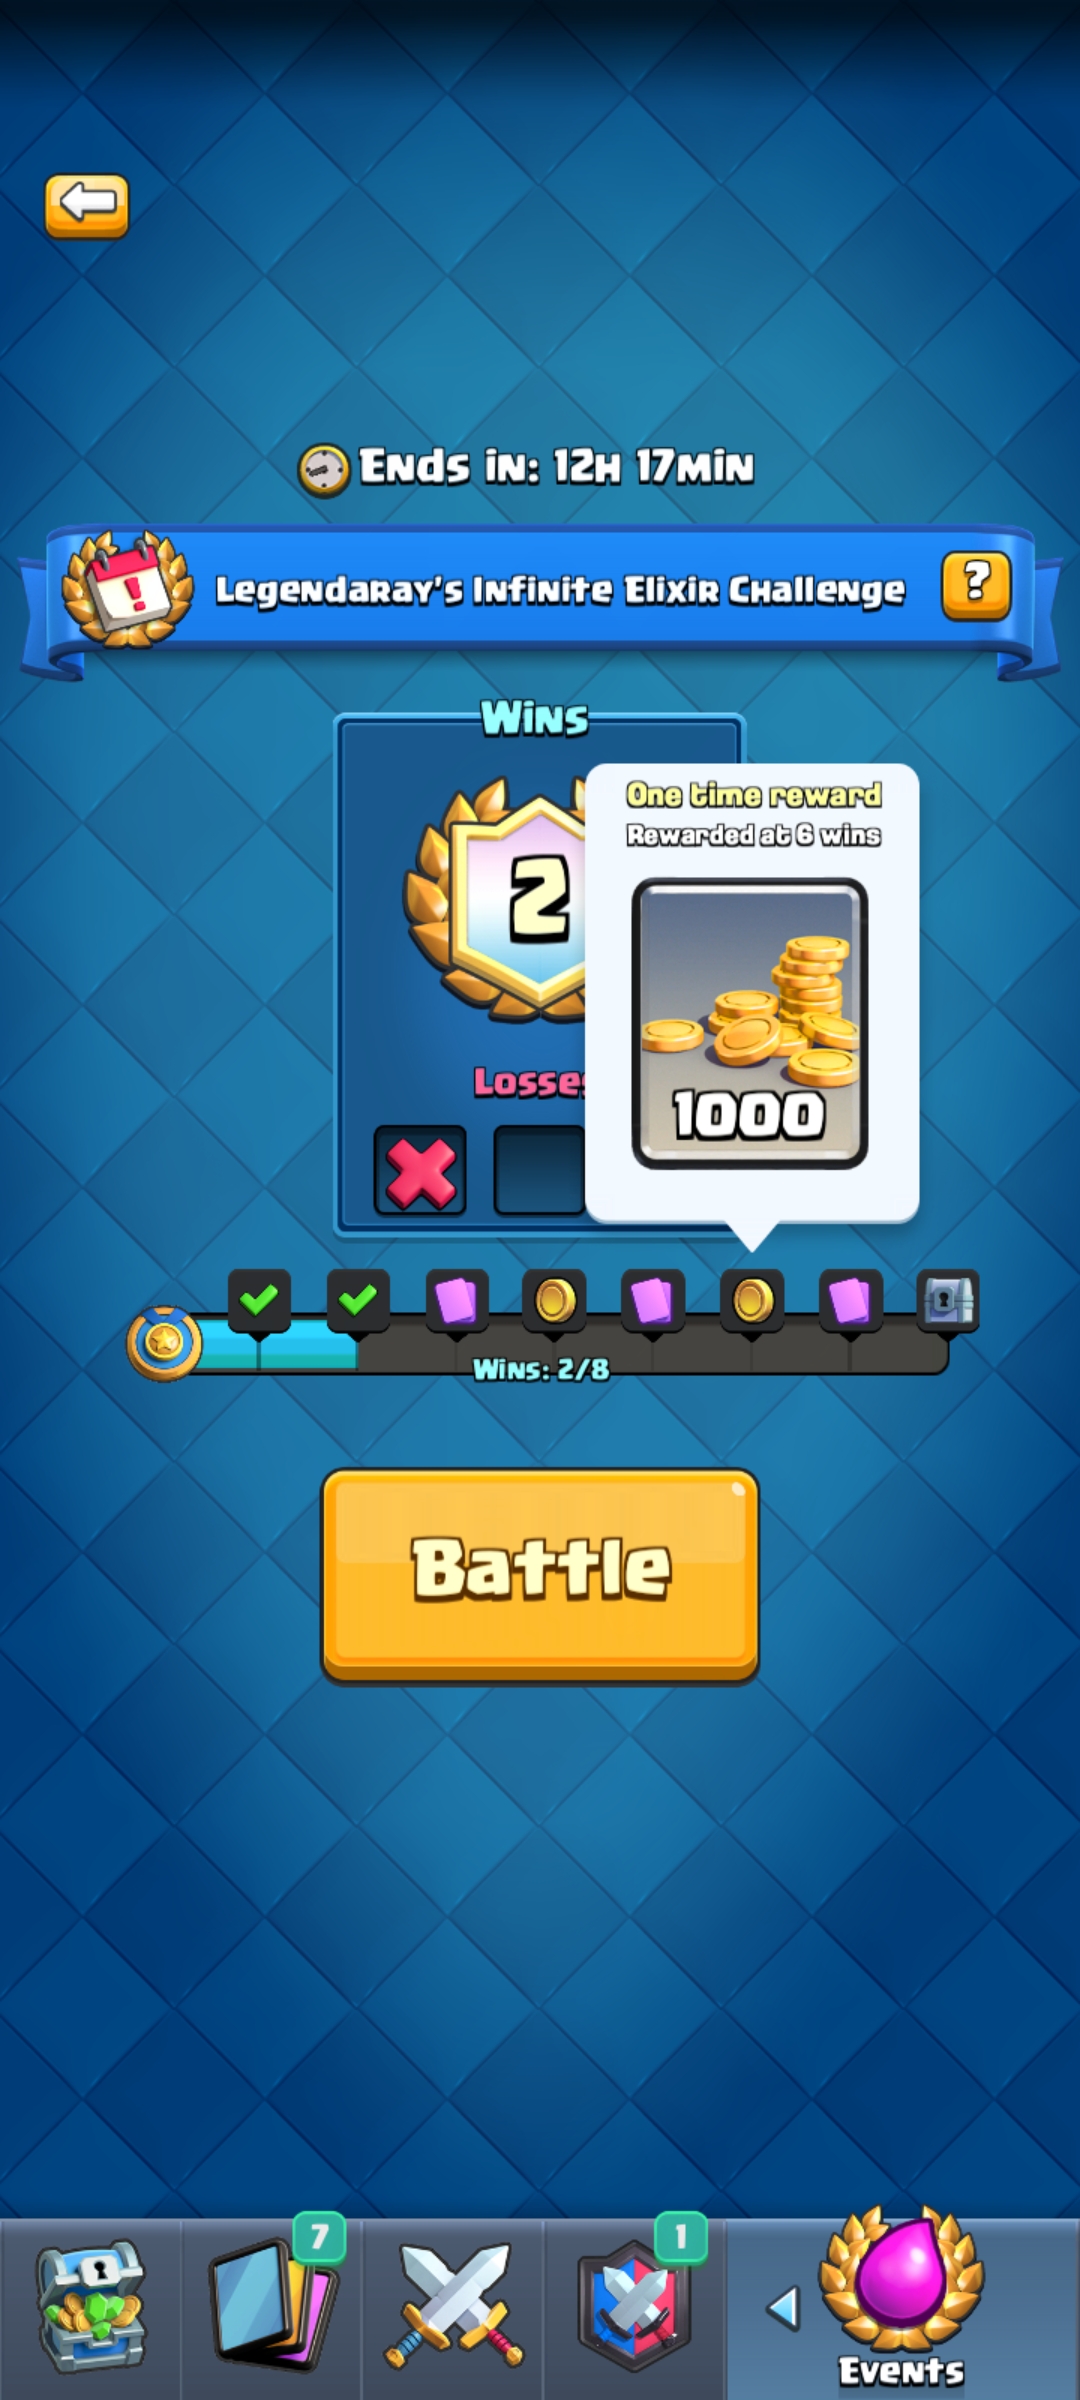 Ends in: 12h 17min
Legendaray's Infinite Elixir Challenge
?
Wins
2
One time reward
Rewarded at 6 wins
1000
Losses
Wins: 2/8
Battle
7
1
Events